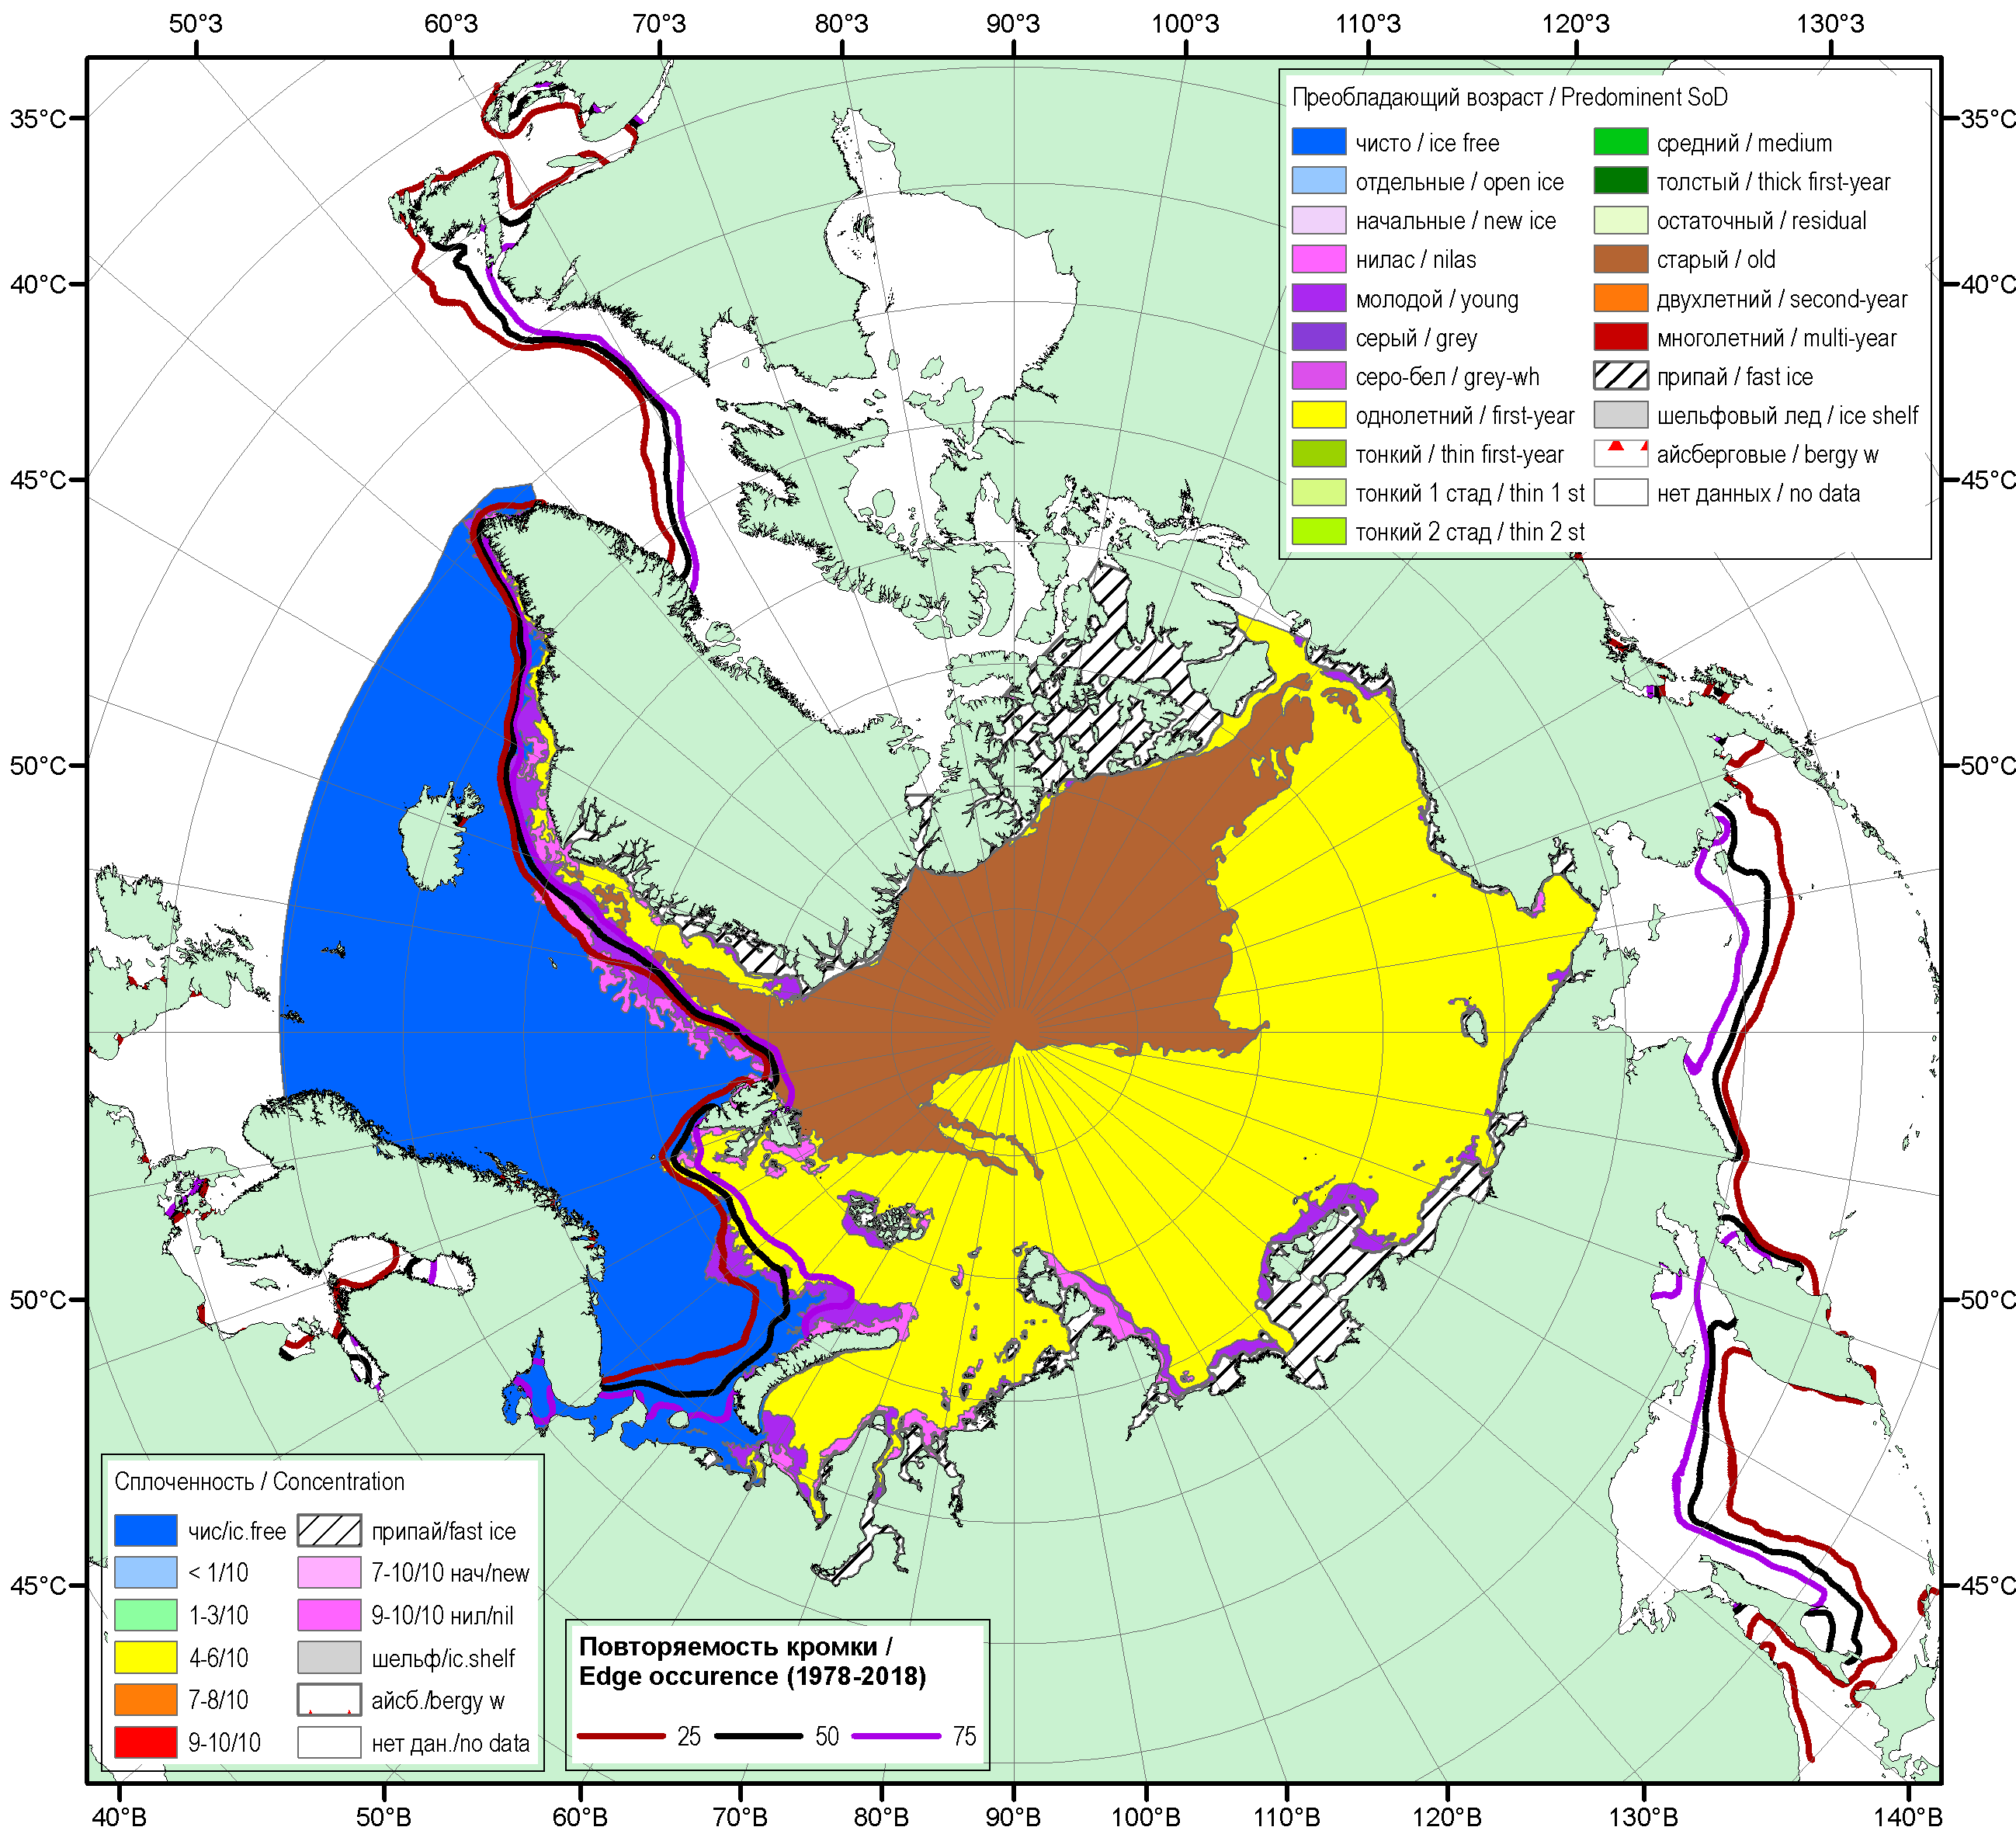 50°З 60°З 70°З 80°З 90°З 100°З 110°З 120°З 130°З
35°С 35°С
40°С 40°С
45°С 45°С
50°С 50°С
50°С 50°С
45°С 45°С
Преобладающий возраст / Predominent SoD
чисто / ice free
отдельные / open ice
начальные / new ice
нилас / nilas
молодой / young
серый / grey
серо-бел / grey-wh
однолетний / first-year
тонкий / thin first-year
тонкий 1 стад / thin 1 st
тонкий 2 стад / thin 2 st
средний / medium
толстый / thick first-year
остаточный / residual
старый / old
двухлетний / second-year
многолетний / multi-year
припай / fast ice
шельфовый лед / ice shelf
айсберговые / bergy w
нет данных / no data
Сплоченность / Concentration
чис/ic.free
< 1/10
1-3/10
4-6/10
7-8/10
9-10/10
припай/fast ice
7-10/10 нач/new
9-10/10 нил/nil
шельф/ic.shelf
айсб./bergy w
нет дан./no data
Повторяемость кромки /
Edge occurence (1978-2018)
25 50 75
40°В 50°В 60°В 70°В 80°В 90°В 100°В 110°В 120°В 130°В 140°В